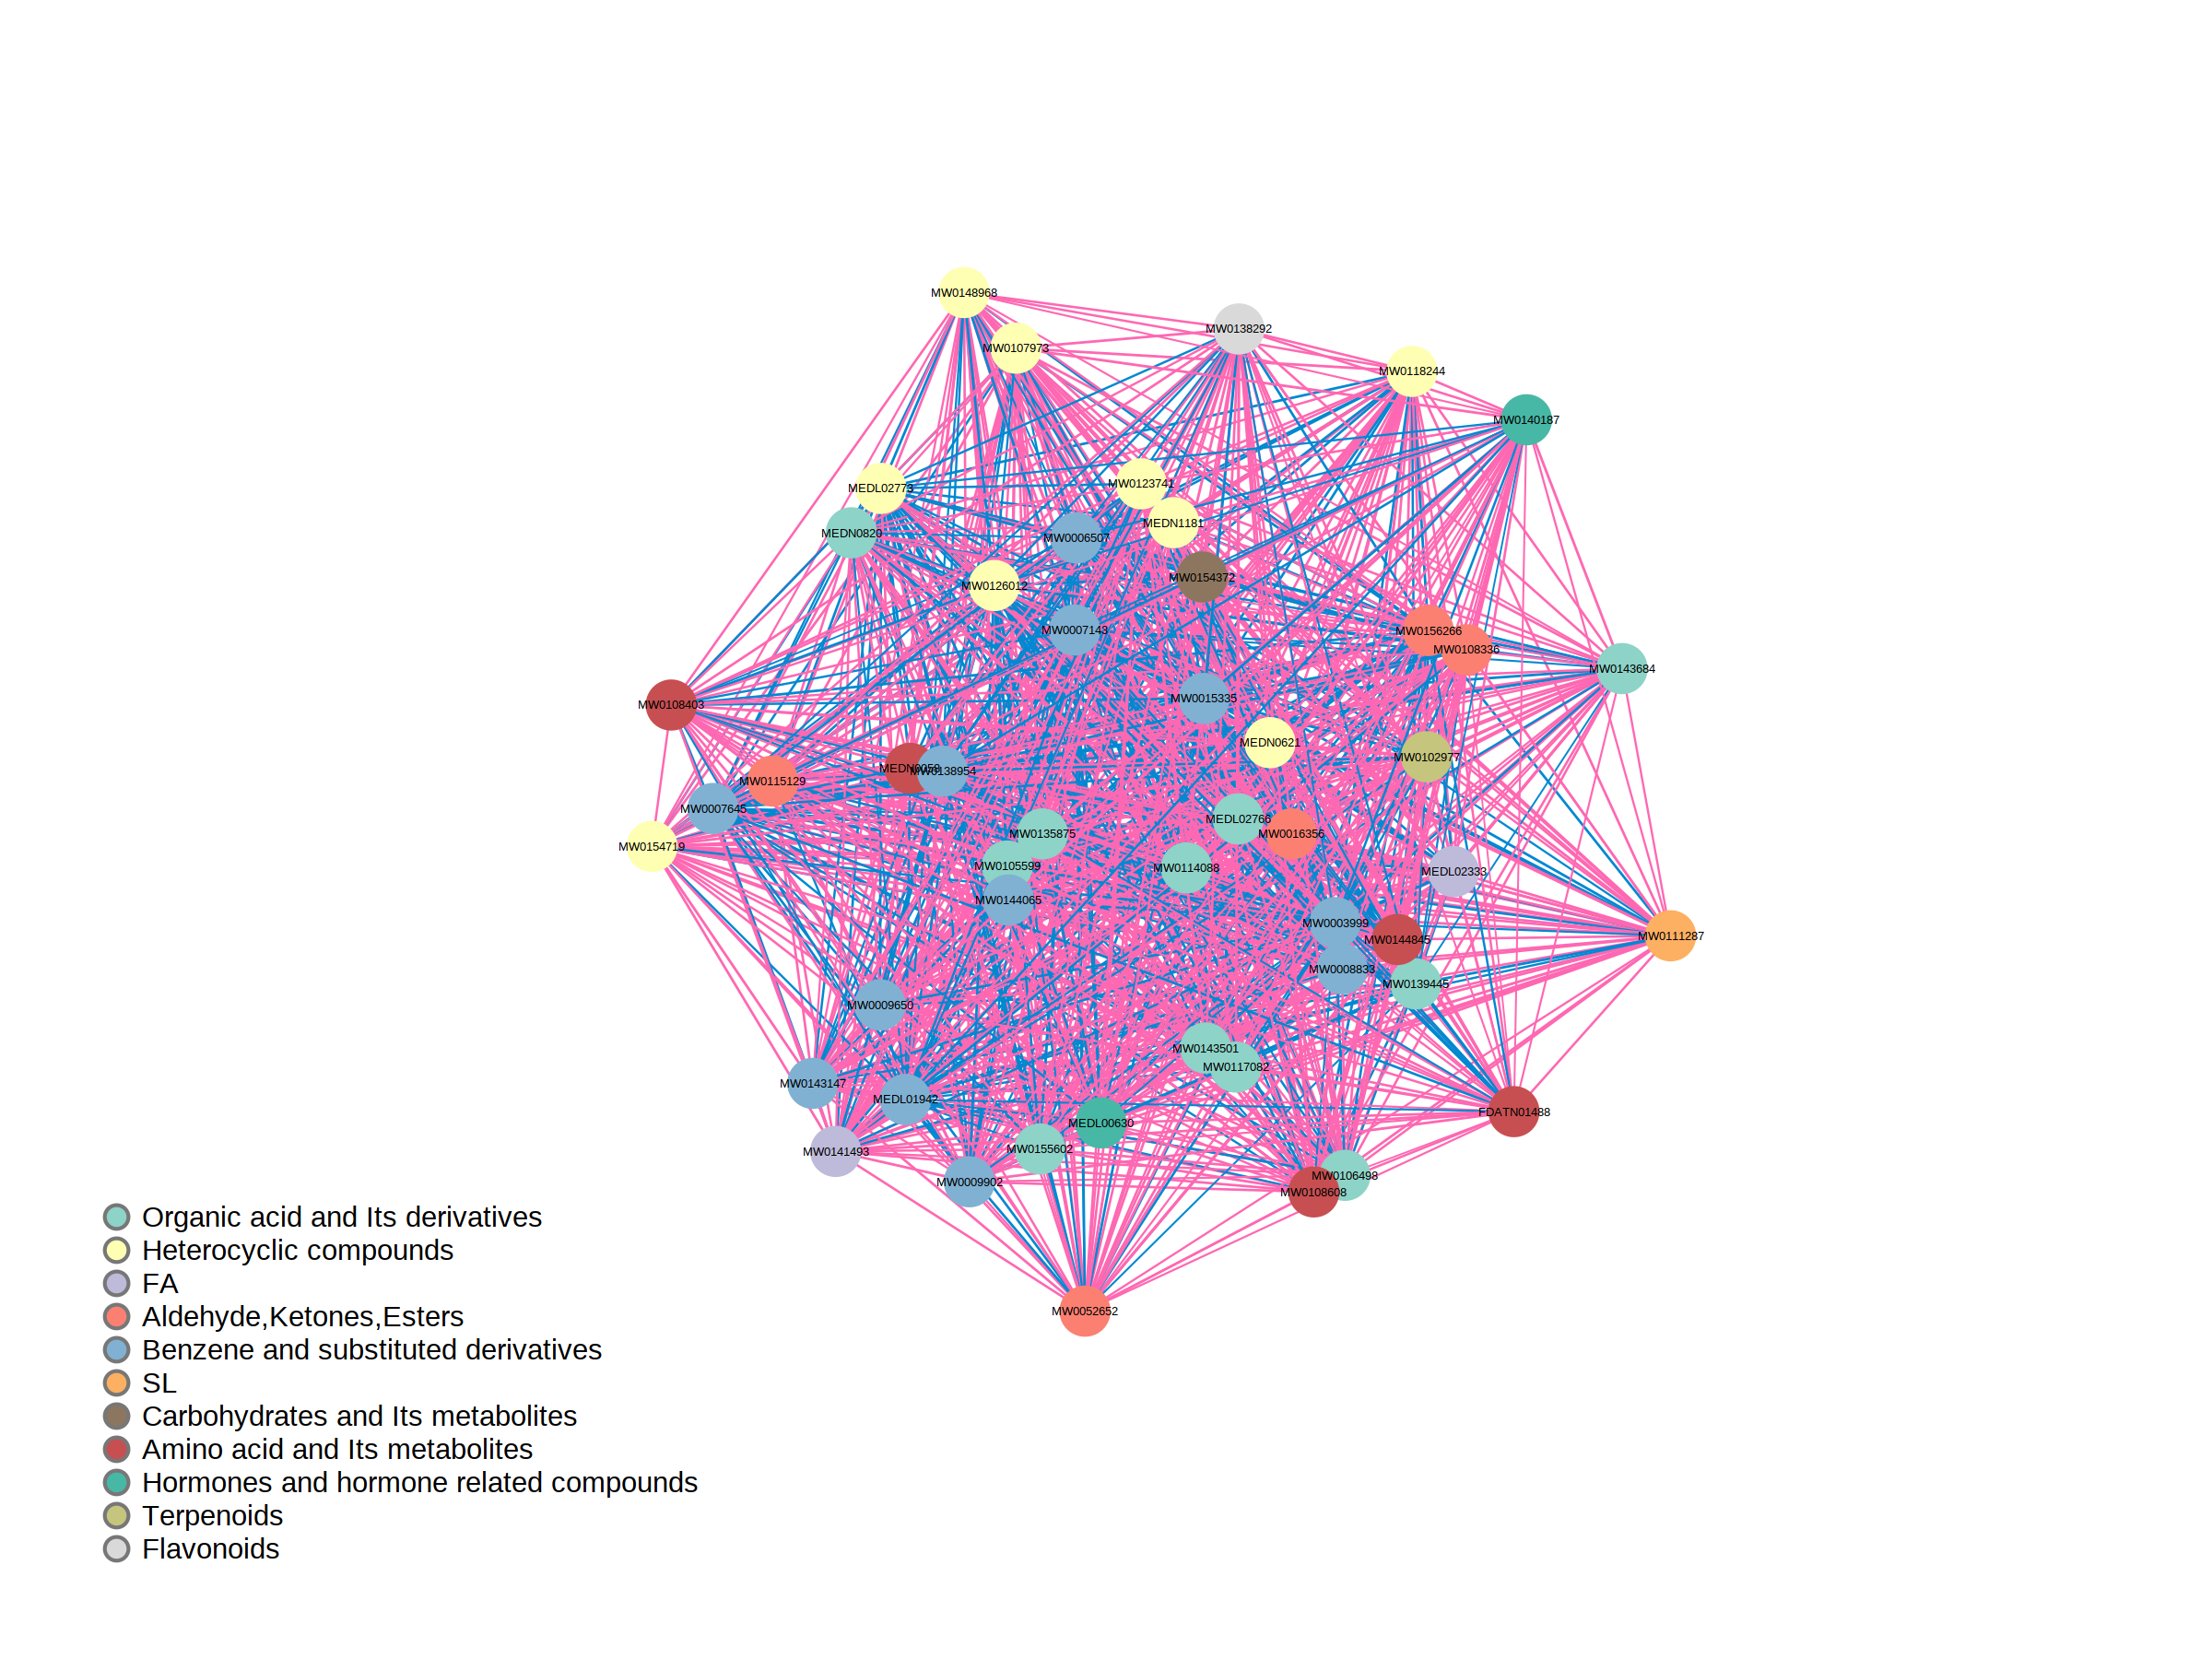 MW0148968
MW0138292
MW0107973
MW0118244
MW0140187
MW0123741
MEDL02773
MEDN1181
MEDN0820
MW0006507
MW0154372
MW0126012
MW0007143
MW0156266
MW0108336
MW0143684
MW0015335
MW0108403
MEDN0621
MW0102977
MW0138954
MW0115129
MW0007645
MEDL02766
MW0135875
MW0016356
MW0154719
MW0105599
MW0114088
MEDL02333
MW0144065
MW0003999
MW0111287
MW0144845
MW0008833
MW0139445
MW0009650
MW0143501
MW0117082
MW0143147
MEDL01942
FDATN01488
MEDL00630
MW0155602
MW0141493
MW0106498
MW0009902
MW0108608
MW0052652
Organic acid and Its derivatives
Heterocyclic compounds
FA
Aldehyde,Ketones,Esters
Benzene and substituted derivatives
SL
Carbohydrates and Its metabolites
Amino acid and Its metabolites
Hormones and hormone related compounds
Terpenoids
Flavonoids